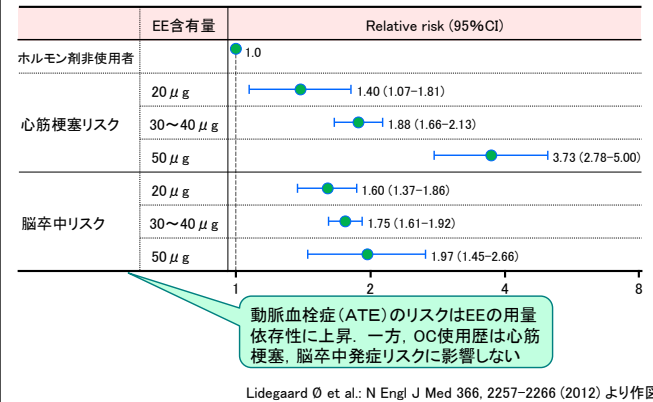 EE含有量 Relative risk (95%CI)
ホルモン剤非使用者 1.0
20μg 1.40 (1.07-1.81)
心筋梗塞リスク 30～40μg 1.88 (1.66-2.13)
50μg 3.73 (2.78-5.00)
20μg 1.60 (1.37-1.86)
脳卒中リスク 30～40μg 1.75 (1.61-1.92)
50μg 1.97 (1.45-2.66)
1 2 4 8
動脈血栓症(ATE)のリスクはEEの用量
依存性に上昇．一方，OC使用歴は心筋
梗塞，脳卒中発症リスクに影響しない
Lidegaard Ø et al.: N Engl J Med 366, 2257-2266 (2012) より作図